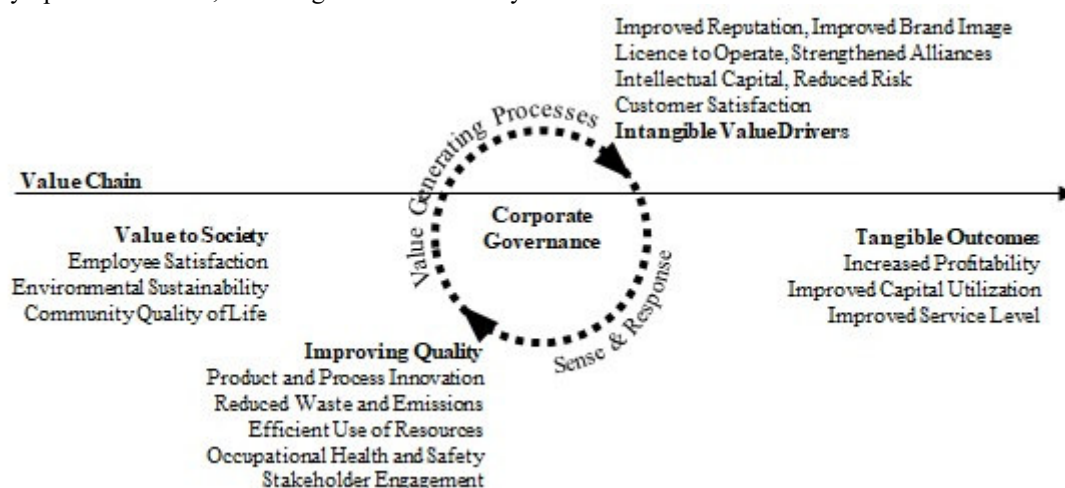 Improved Reputation, Improved Brand Image
Licence to Operate, Strengthened Alliances
Intellectual Capital, Reduced Risk
Customer Satisfaction
Intangible Value Drivers
Value Generating Processes
Value Chain
Corporate
Governance
Value to Society
Employee Satisfaction
Environmental Sustainability
Community Quality of Life
Tangible Outcomes
Increased Profitability
Improved Capital Utilization
Improved Service Level
Sense & Response
Improving Quality
Product and Process Innovation
Reduced Waste and Emissions
Efficient Use of Resources
Occupational Health and Safety
Stakeholder Engagement